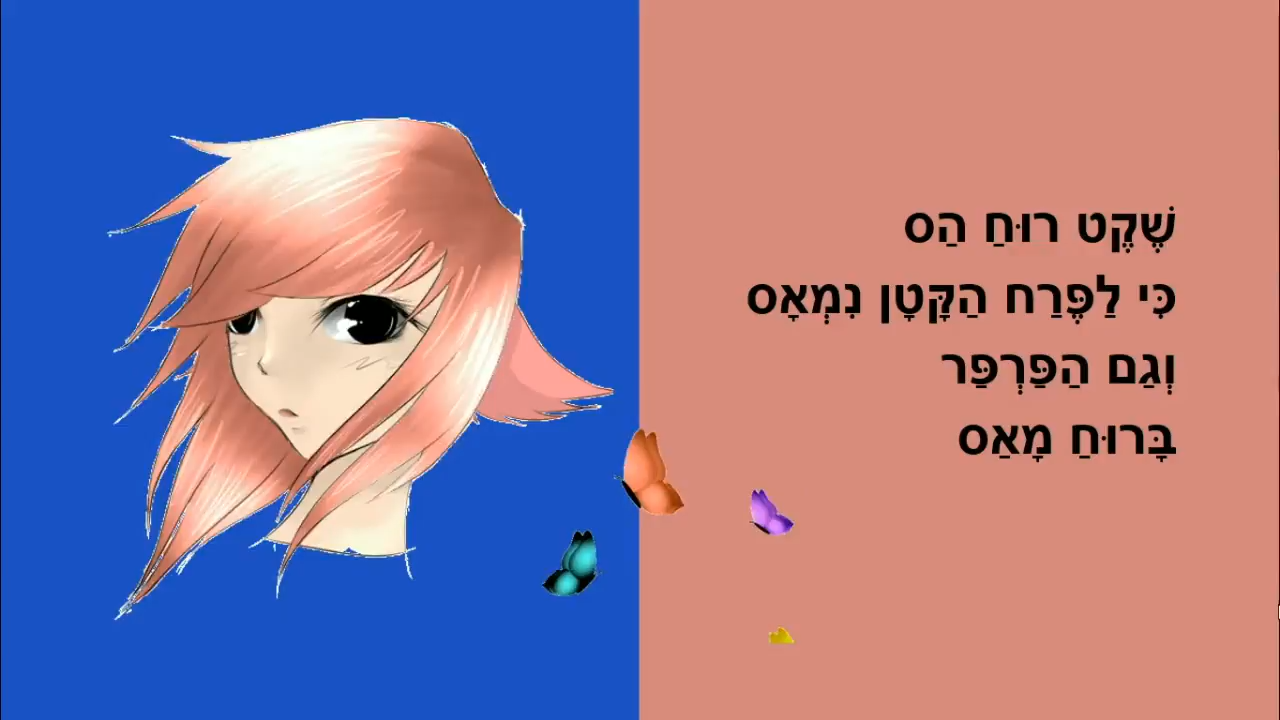 שֶׁקֶט רוּחַ הַס
כִּי לַפֶּרַח הַקָּטָן נִמְאָס
וְגַם הַפַּרְפַּר
בָּרוּחַ מָאַס